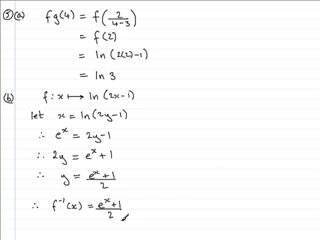 5(a) fg(4) = f(2/(4-3))
= f(2)
= ln(2(2)-1)
= ln 3
(b) f: x ↦ ln(2x-1)
let x = ln(2y-1)
∴ e^x = 2y-1
∴ 2y = e^x + 1
∴ y = (e^x + 1)/2
∴ f^-1(x) = (e^x + 1)/2